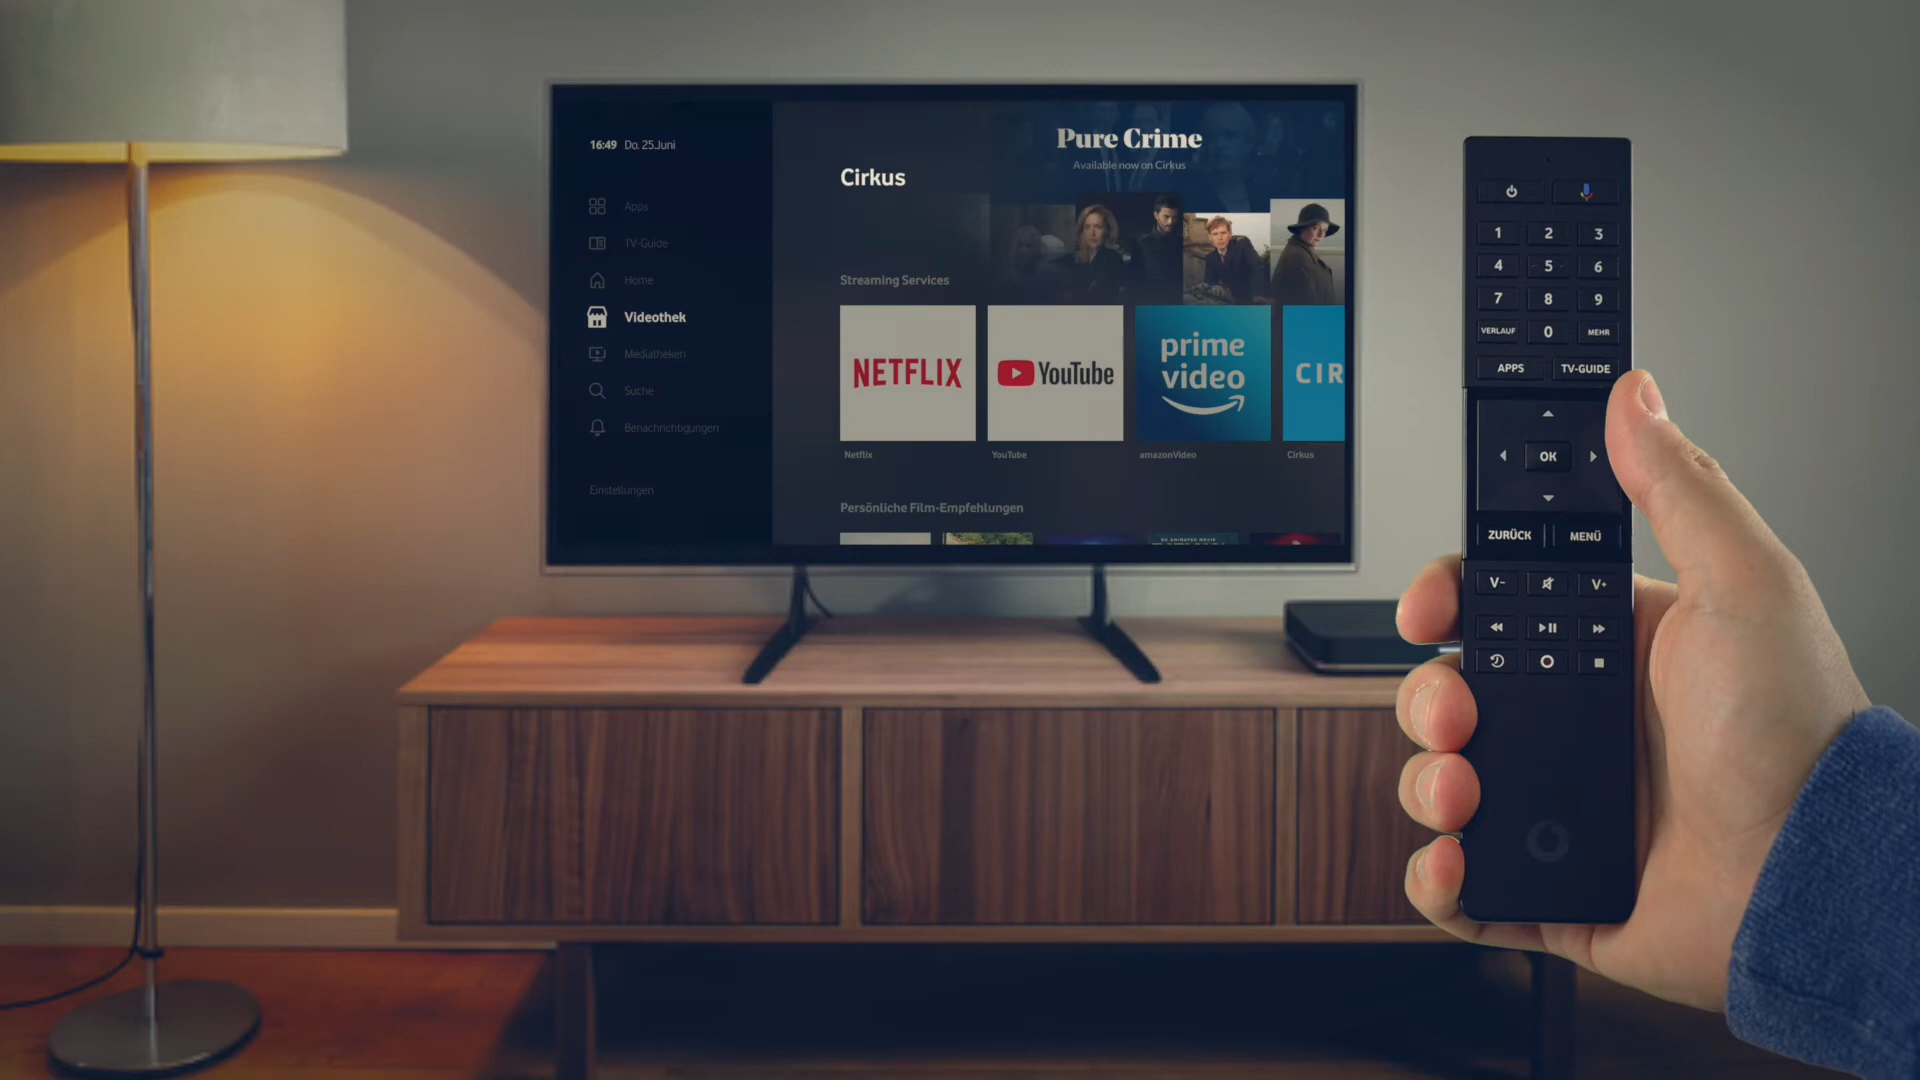 16:49 Do. 25.Juni
Apps
TV-Guide
Home
Videothek
Mediatheken
Suche
Benachrichtigungen
Einstellungen
Pure Crime
Available now on Cirkus
Cirkus
Streaming Services
NETFLIX
YouTube
prime
video
CIR
Netflix
YouTube
amazonVideo
Cirkus
Persönliche Film-Empfehlungen
1 2 3
4 5 6
7 8 9
VERLAUF 0 MEHR
APPS TV-GUIDE
OK
ZURÜCK MENÜ
V- V+